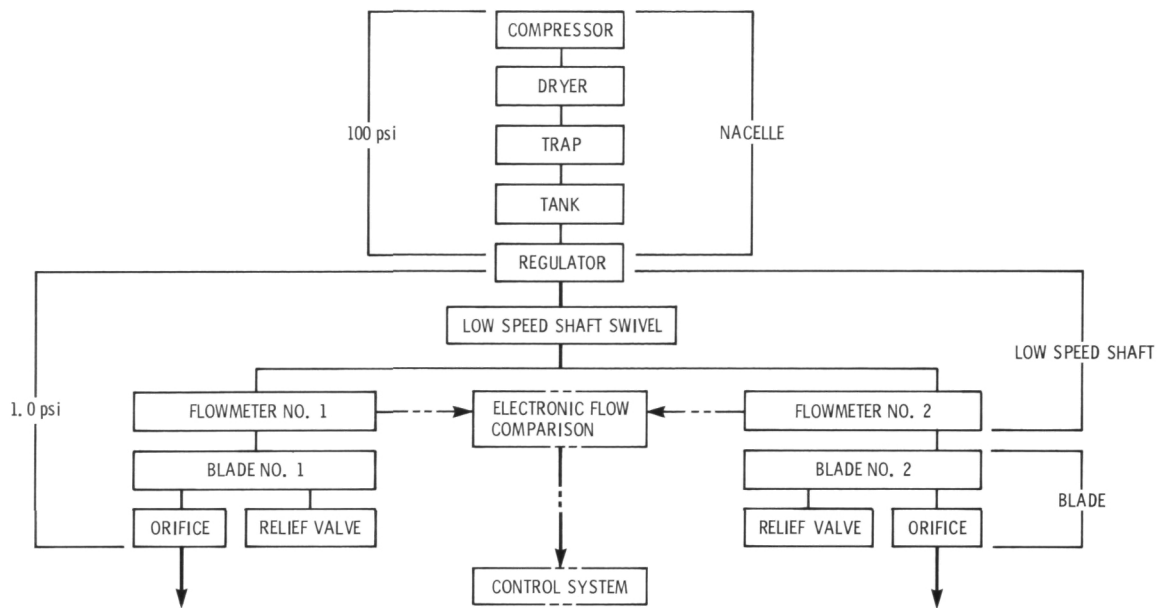 COMPRESSOR
DRYER
100 psi
TRAP
NACELLE
TANK
REGULATOR
LOW SPEED SHAFT SWIVEL
LOW SPEED SHAFT
1.0 psi
FLOWMETER NO. 1
ELECTRONIC FLOW
COMPARISON
FLOWMETER NO. 2
BLADE NO. 1
BLADE NO. 2
BLADE
ORIFICE
RELIEF VALVE
RELIEF VALVE
ORIFICE
CONTROL SYSTEM